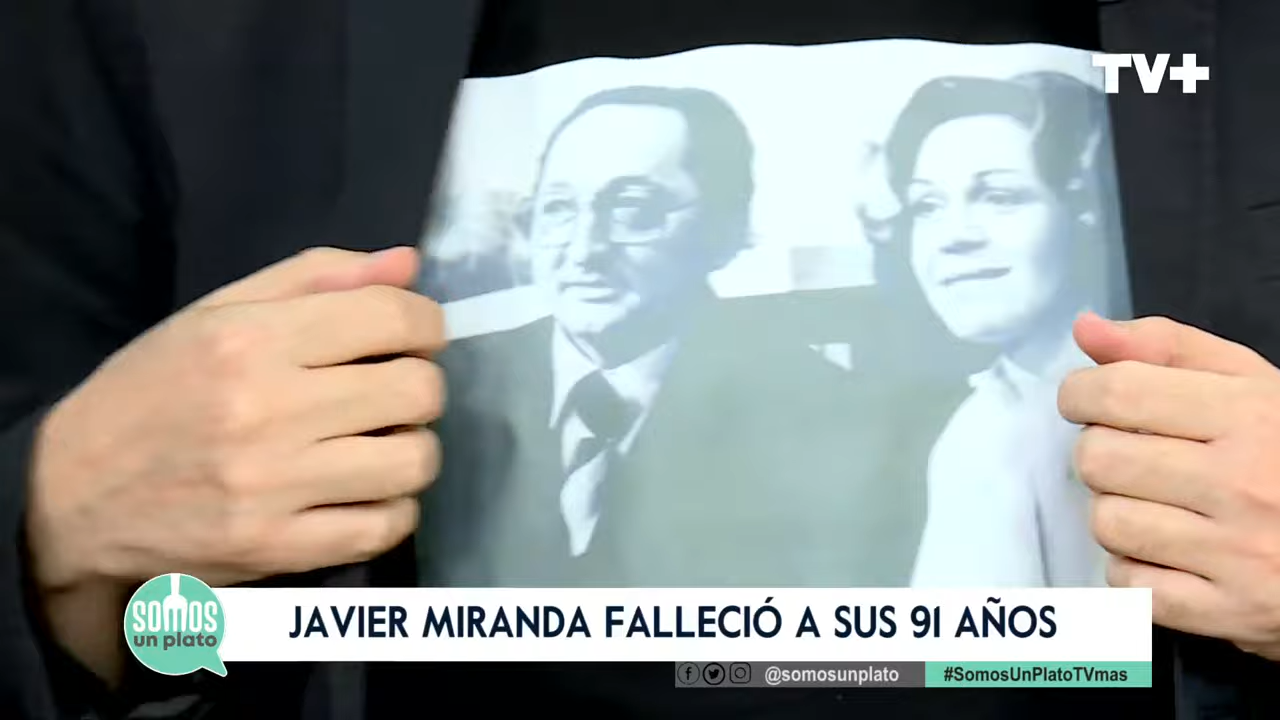 TV+
JAVIER MIRANDA FALLECIÓ A SUS 91 AÑOS
SOMOS
un plato
@somosunplato
#SomosUnPlatoTVmas